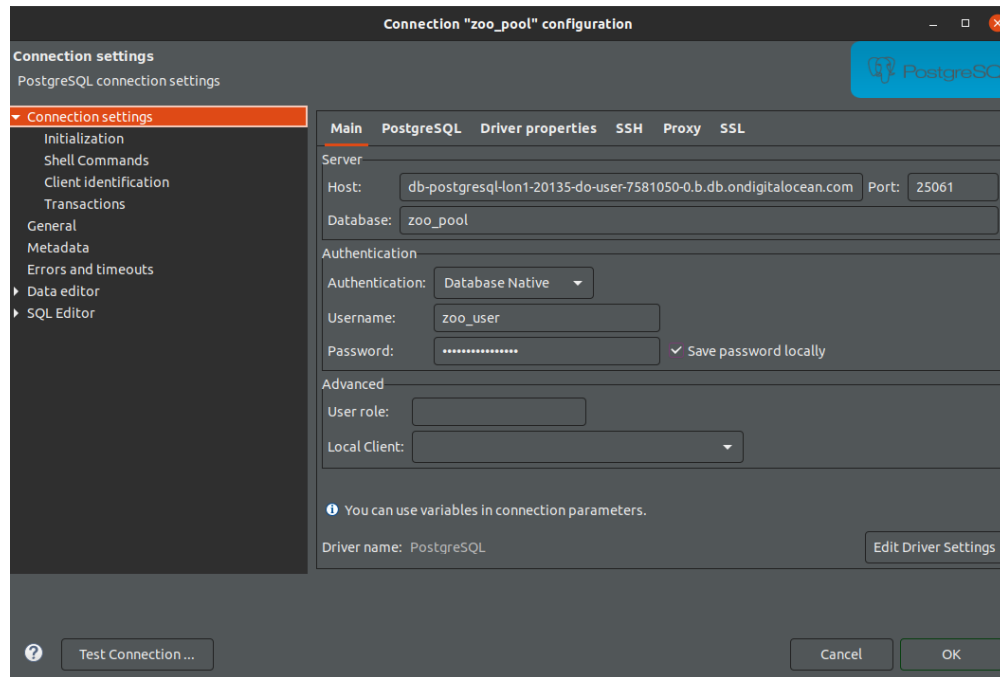 Connection "zoo_pool" configuration
Connection settings
PostgreSQL connection settings
PostgreSQ
Connection settings
Initialization
Shell Commands
Client identification
Transactions
General
Metadata
Errors and timeouts
Data editor
SQL Editor
Main PostgreSQL Driver properties SSH Proxy SSL
Server
Host: db-postgresql-lon1-20135-do-user-7581050-0.b.db.ondigitalocean.com Port: 25061
Database: zoo_pool
Authentication
Authentication: Database Native
Username: zoo_user
Password: ••••••••••••••••
✓ Save password locally
Advanced
User role:
Local Client:
You can use variables in connection parameters.
Driver name: PostgreSQL
Edit Driver Settings
? Test Connection ... Cancel OK